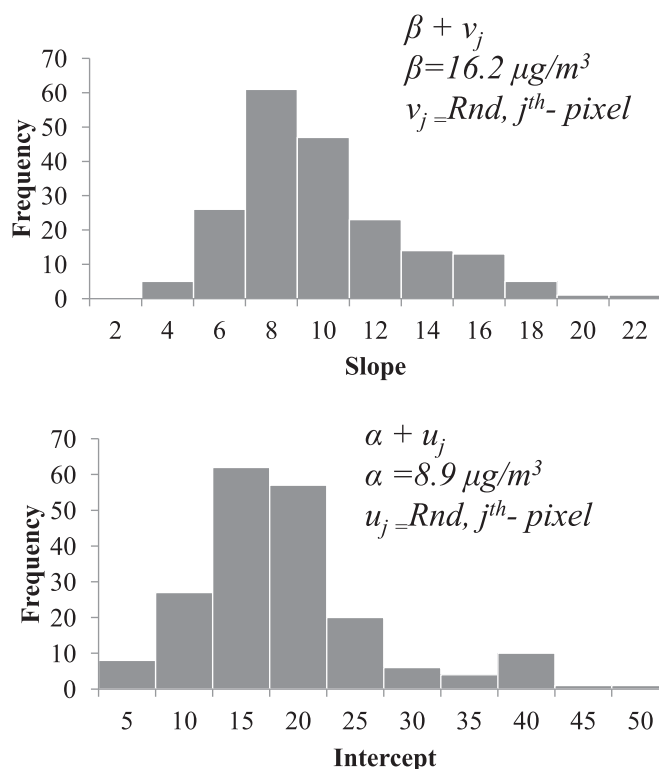 β + vj
β=16.2 µg/m³
vj =Rnd, jth- pixel
70
60
50
40
30
20
10
0
Frequency
2 4 6 8 10 12 14 16 18 20 22
Slope
α + uj
α =8.9 µg/m³
uj =Rnd, jth- pixel
70
60
50
40
30
20
10
0
Frequency
5 10 15 20 25 30 35 40 45 50
Intercept